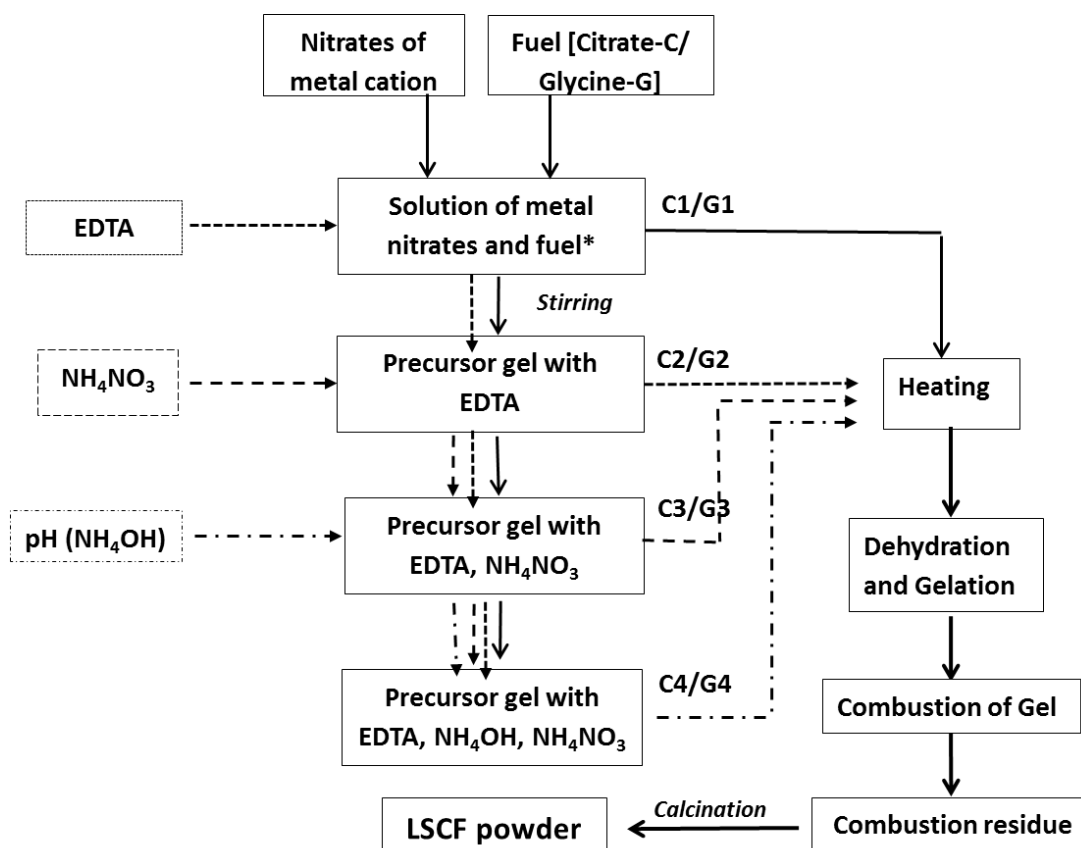 Nitrates of
metal cation
Fuel [Citrate-C/
Glycine-G]
EDTA
Solution of metal
nitrates and fuel*
C1/G1
Stirring
NH₄NO₃
Precursor gel with
EDTA
C2/G2
Heating
pH (NH₄OH)
Precursor gel with
EDTA, NH₄NO₃
C3/G3
Dehydration
and Gelation
Precursor gel with
EDTA, NH₄OH, NH₄NO₃
C4/G4
Combustion of Gel
LSCF powder
Calcination
Combustion residue